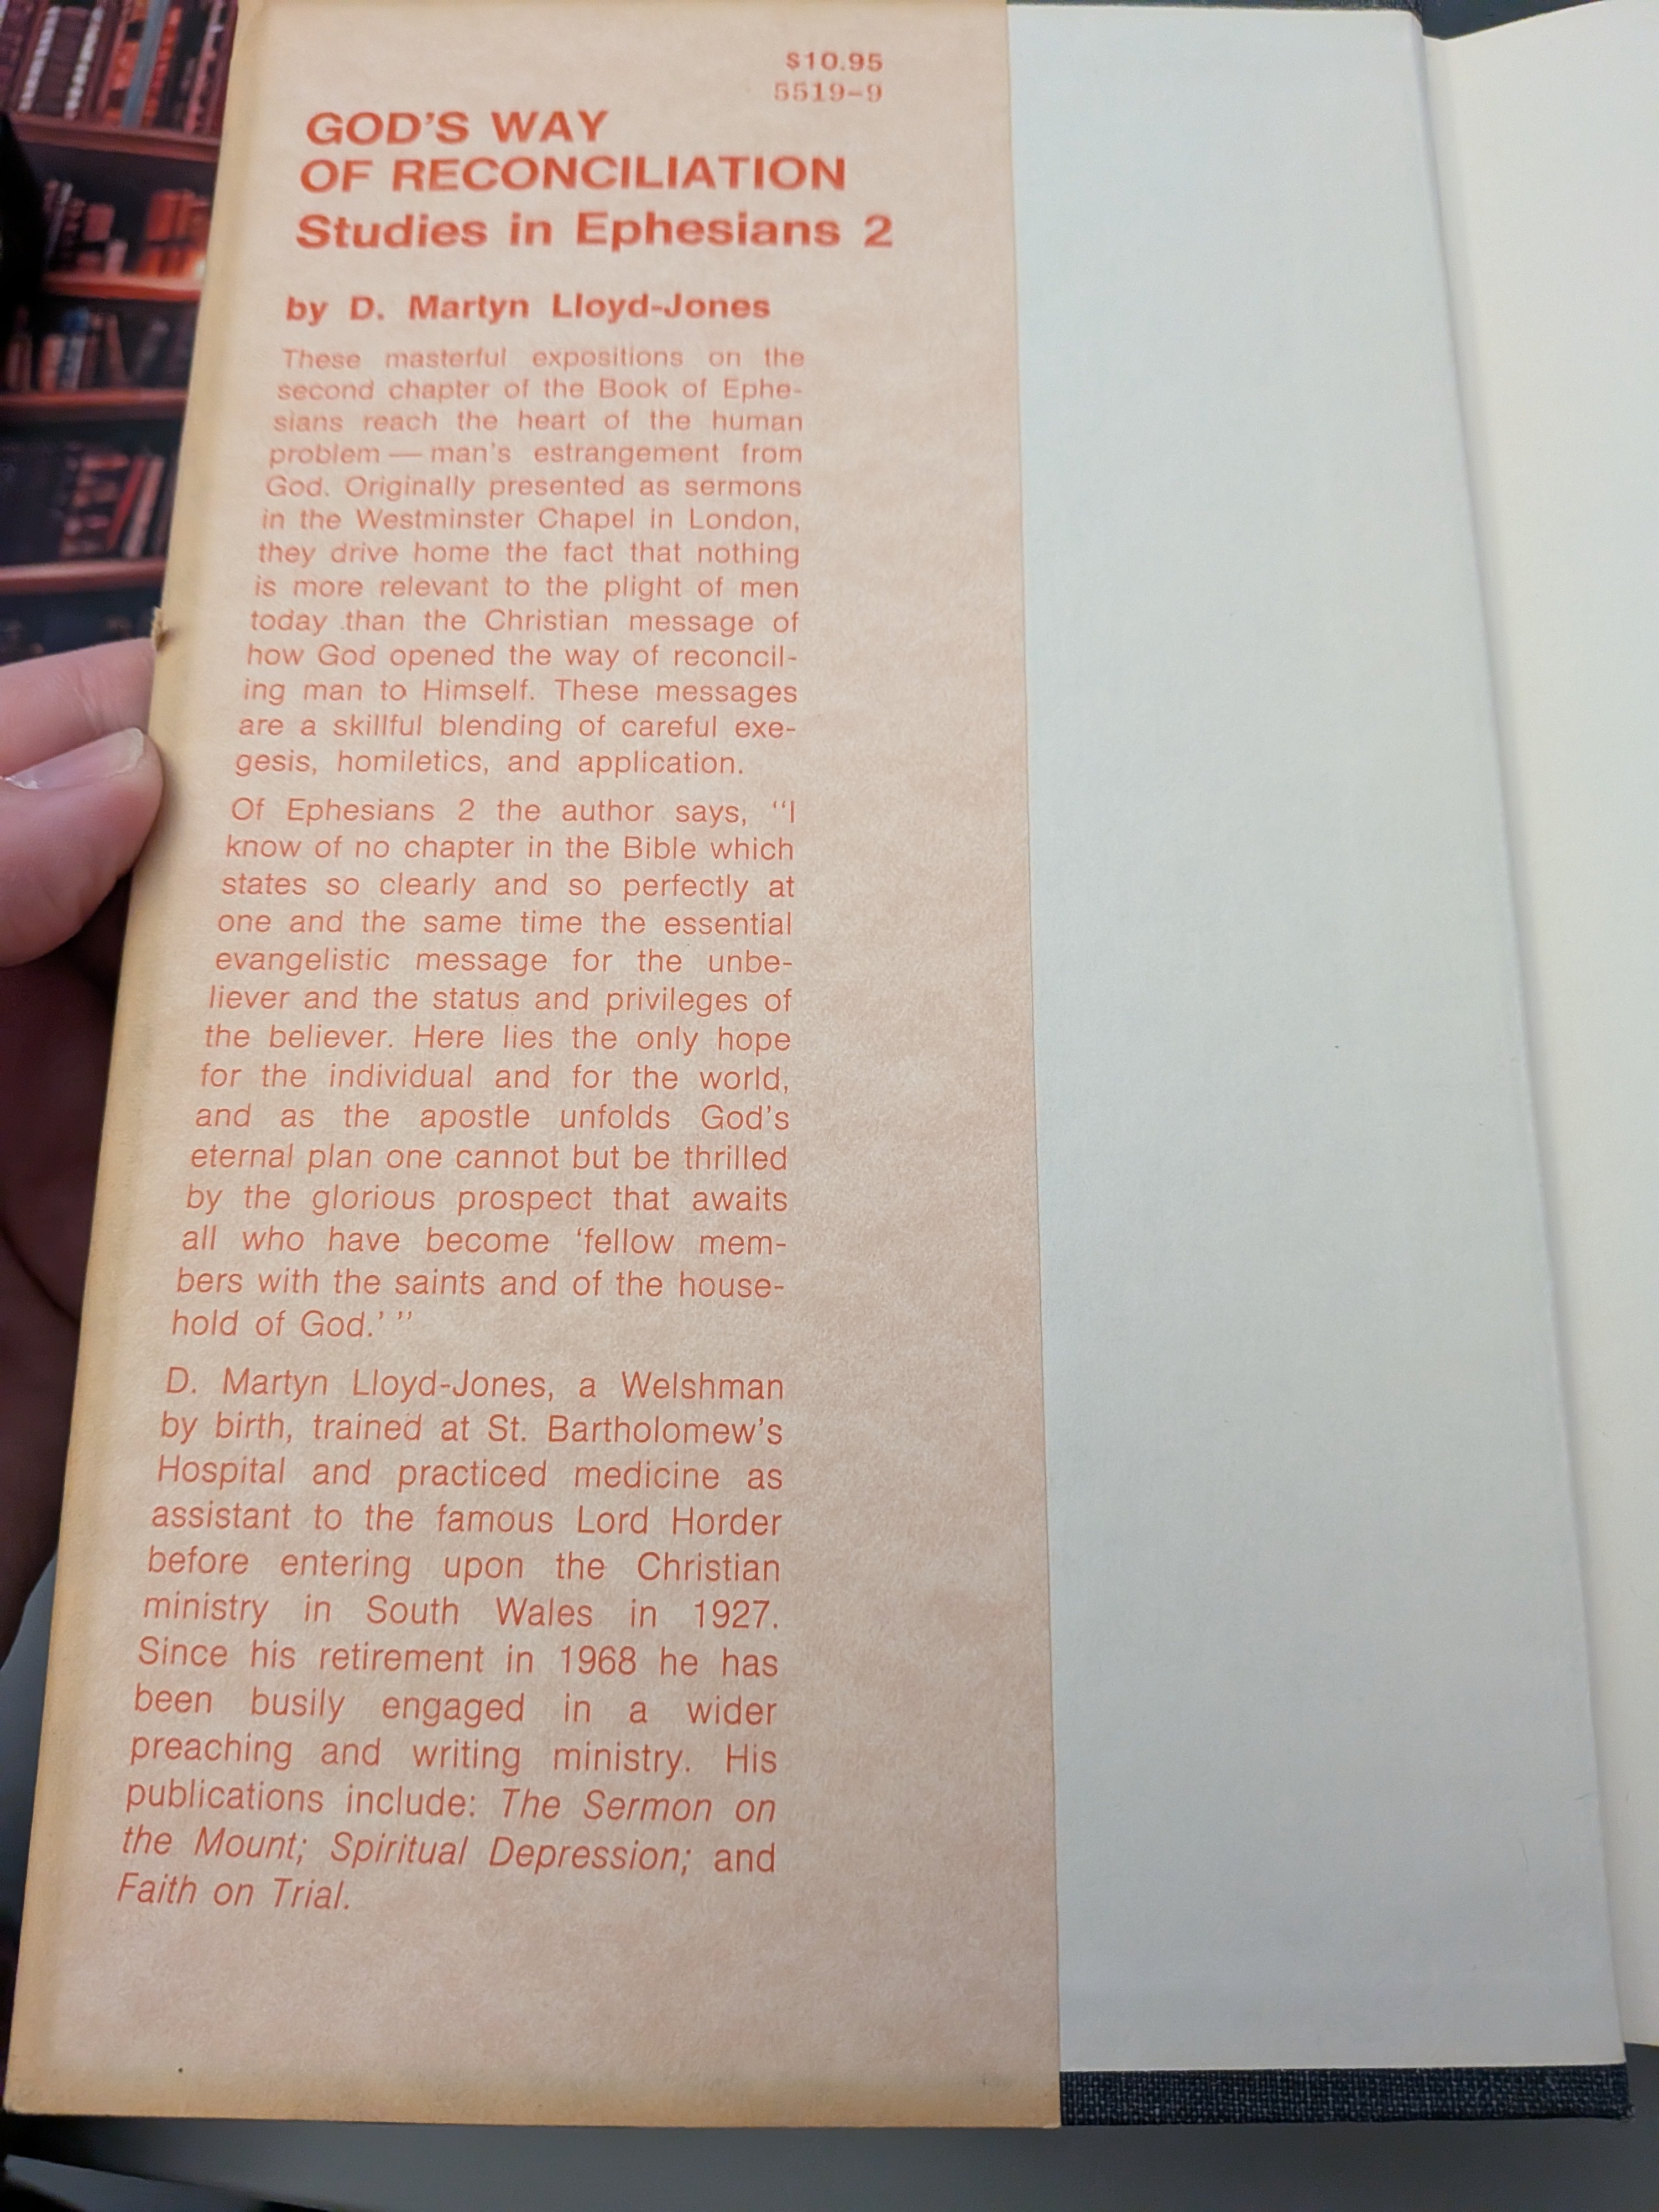 $10.95
5519-9
GOD'S WAY
OF RECONCILIATION
Studies in Ephesians 2
by D. Martyn Lloyd-Jones
These masterful expositions on the
second chapter of the Book of Ephe-
sians reach the heart of the human
problem — man's estrangement from
God. Originally presented as sermons
in the Westminster Chapel in London,
they drive home the fact that nothing
is more relevant to the plight of men
today than the Christian message of
how God opened the way of reconcil-
ing man to Himself. These messages
are a skillful blending of careful exe-
gesis, homiletics, and application.
Of Ephesians 2 the author says, "I
know of no chapter in the Bible which
states so clearly and so perfectly at
one and the same time the essential
evangelistic message for the unbe-
liever and the status and privileges of
the believer. Here lies the only hope
for the individual and for the world,
and as the apostle unfolds God's
eternal plan one cannot but be thrilled
by the glorious prospect that awaits
all who have become 'fellow mem-
bers with the saints and of the house-
hold of God.' "
D. Martyn Lloyd-Jones, a Welshman
by birth, trained at St. Bartholomew's
Hospital and practiced medicine as
assistant to the famous Lord Horder
before entering upon the Christian
ministry in South Wales in 1927.
Since his retirement in 1968 he has
been busily engaged in a wider
preaching and writing ministry. His
publications include: The Sermon on
the Mount; Spiritual Depression; and
Faith on Trial.